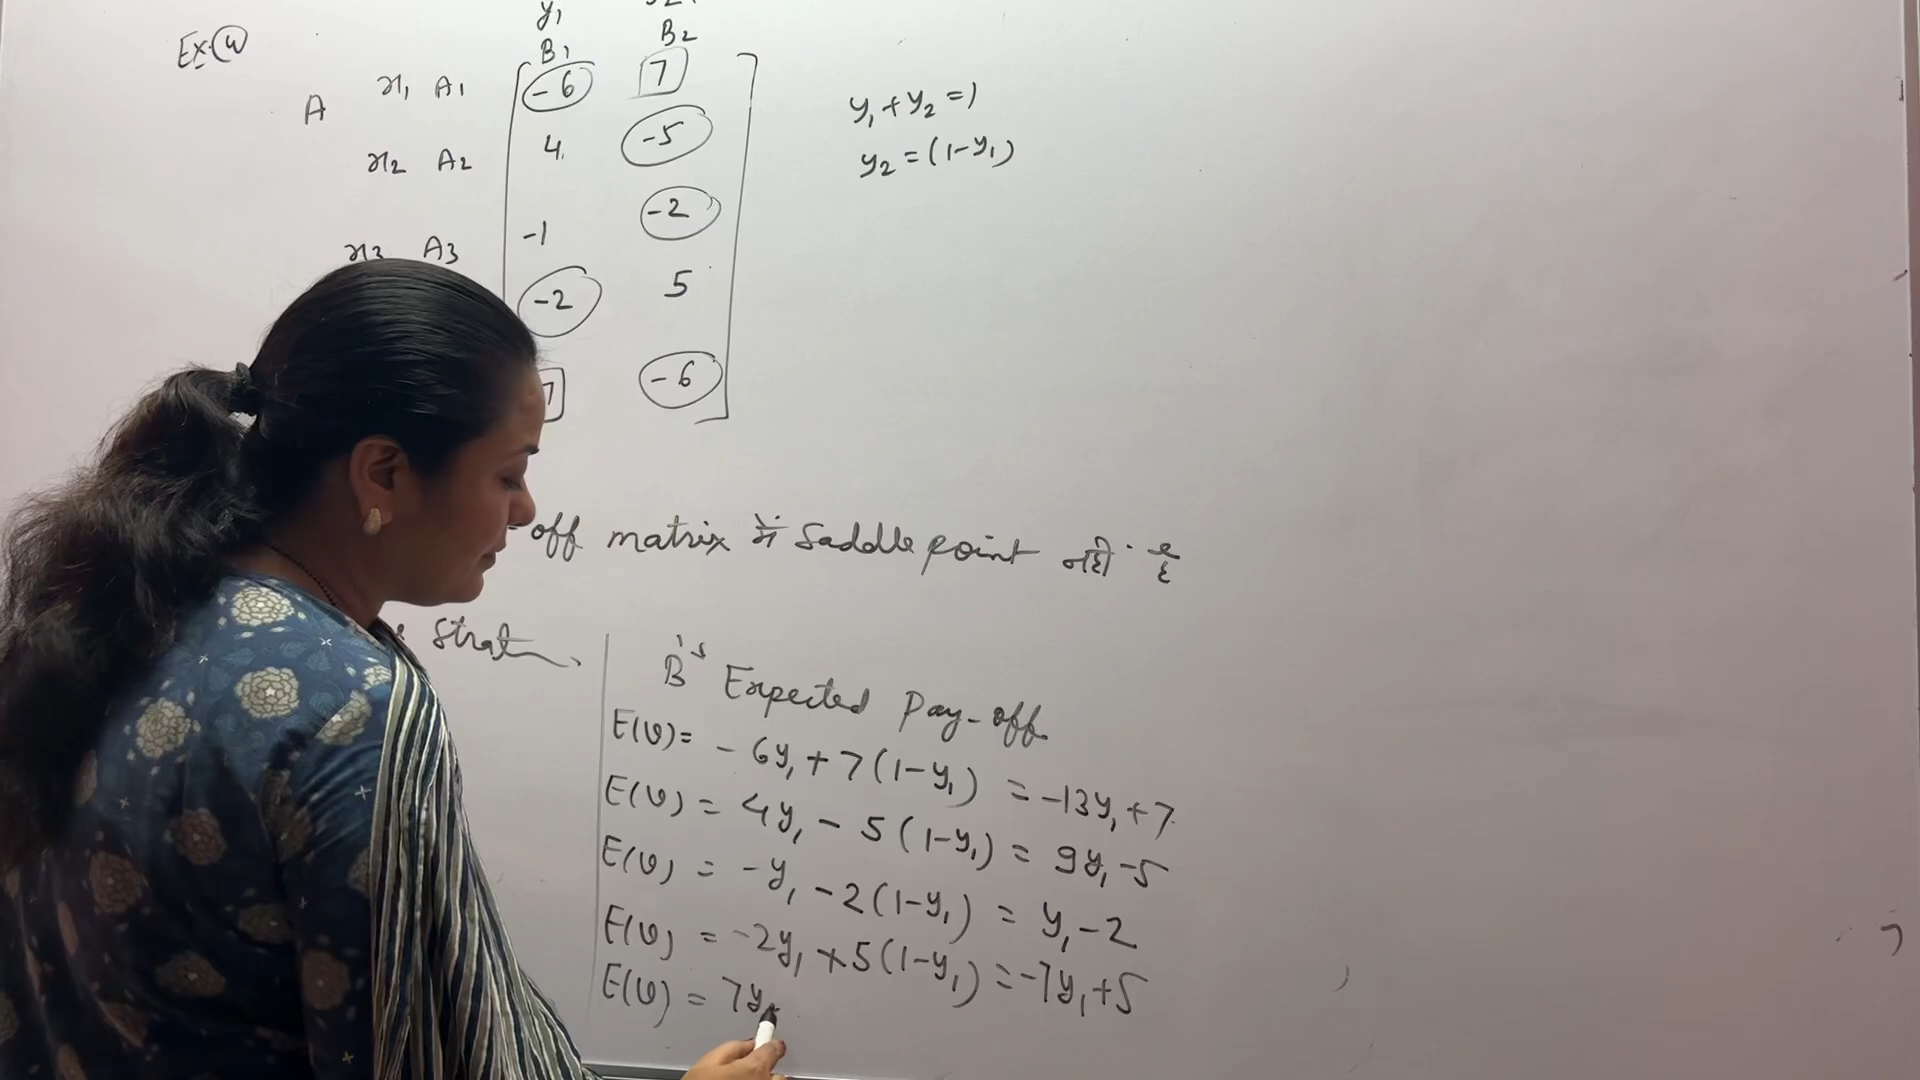 Ex. (4)
y₁
B₁ B₂
A x₁ A₁ -6 7
x₂ A₂ 4 -5
x₃ A₃ -1 -2
-2 5
7 -6
y₁ + y₂ = 1
y₂ = (1-y₁)
-off matrix में Saddle point नहीं है
Strat
B's Expected Pay-off
E(v) = -6y₁ + 7(1-y₁) = -13y₁ + 7
E(v) = 4y₁ - 5(1-y₁) = 9y₁ - 5
E(v) = -y₁ - 2(1-y₁) = y₁ - 2
E(v) = -2y₁ + 5(1-y₁) = -7y₁ + 5
E(v) = 7y